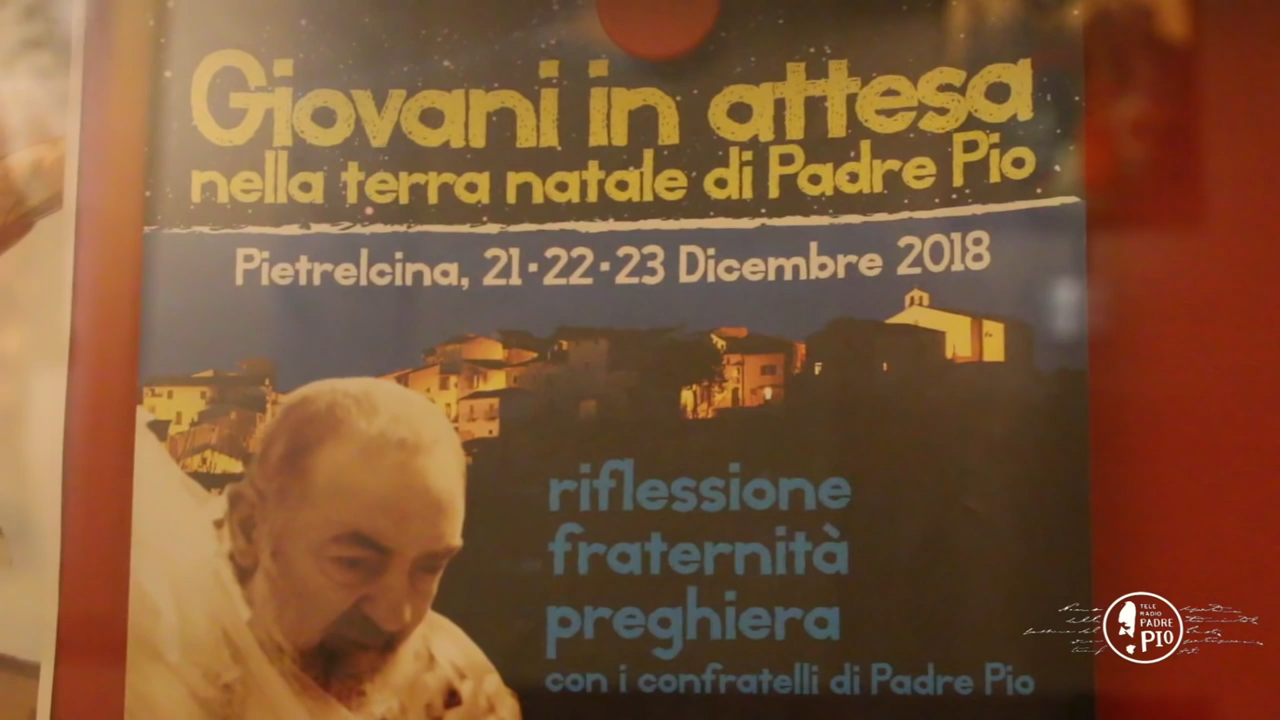 Giovani in attesa
nella terra natale di Padre Pio
Pietrelcina, 21-22-23 Dicembre 2018
riflessione
fraternità
preghiera
con i confratelli di Padre Pio
TELE
RADIO
PADRE
PIO